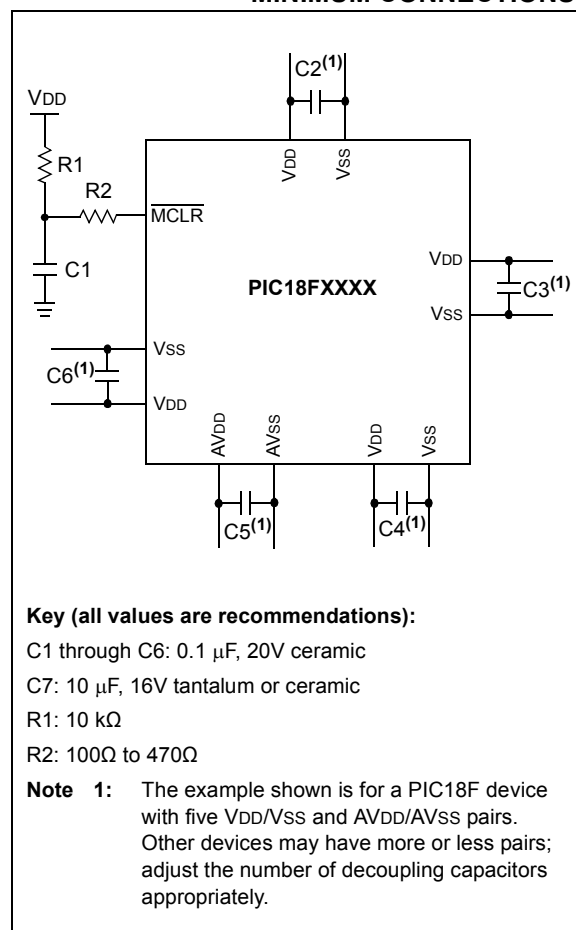 C2(1)
VDD
R1
R2
C1
VDD
VSS
MCLR
PIC18FXXXX
VDD
VSS
C3(1)
VSS
C6(1)
VDD
AVDD
AVSS
VDD
VSS
C5(1)
C4(1)
Key (all values are recommendations):
C1 through C6: 0.1 μF, 20V ceramic
C7: 10 μF, 16V tantalum or ceramic
R1: 10 kΩ
R2: 100Ω to 470Ω
Note 1: The example shown is for a PIC18F device
with five VDD/VSS and AVDD/AVSS pairs.
Other devices may have more or less pairs;
adjust the number of decoupling capacitors
appropriately.